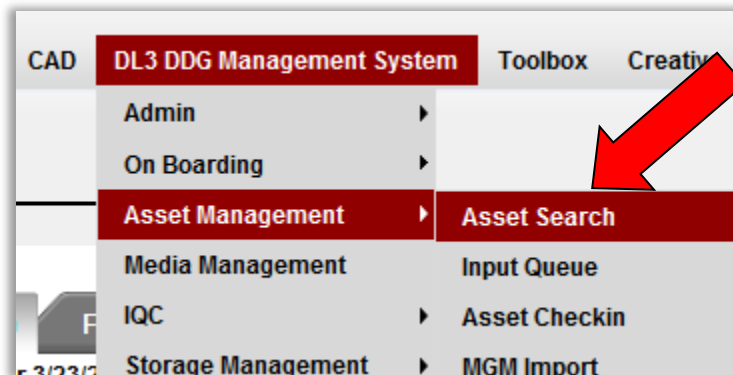 CAD DL3 DDG Management System Toolbox
Admin
On Boarding
Asset Management Asset Search
Media Management Input Queue
IQC Asset Checkin
Storage Management MGM Import